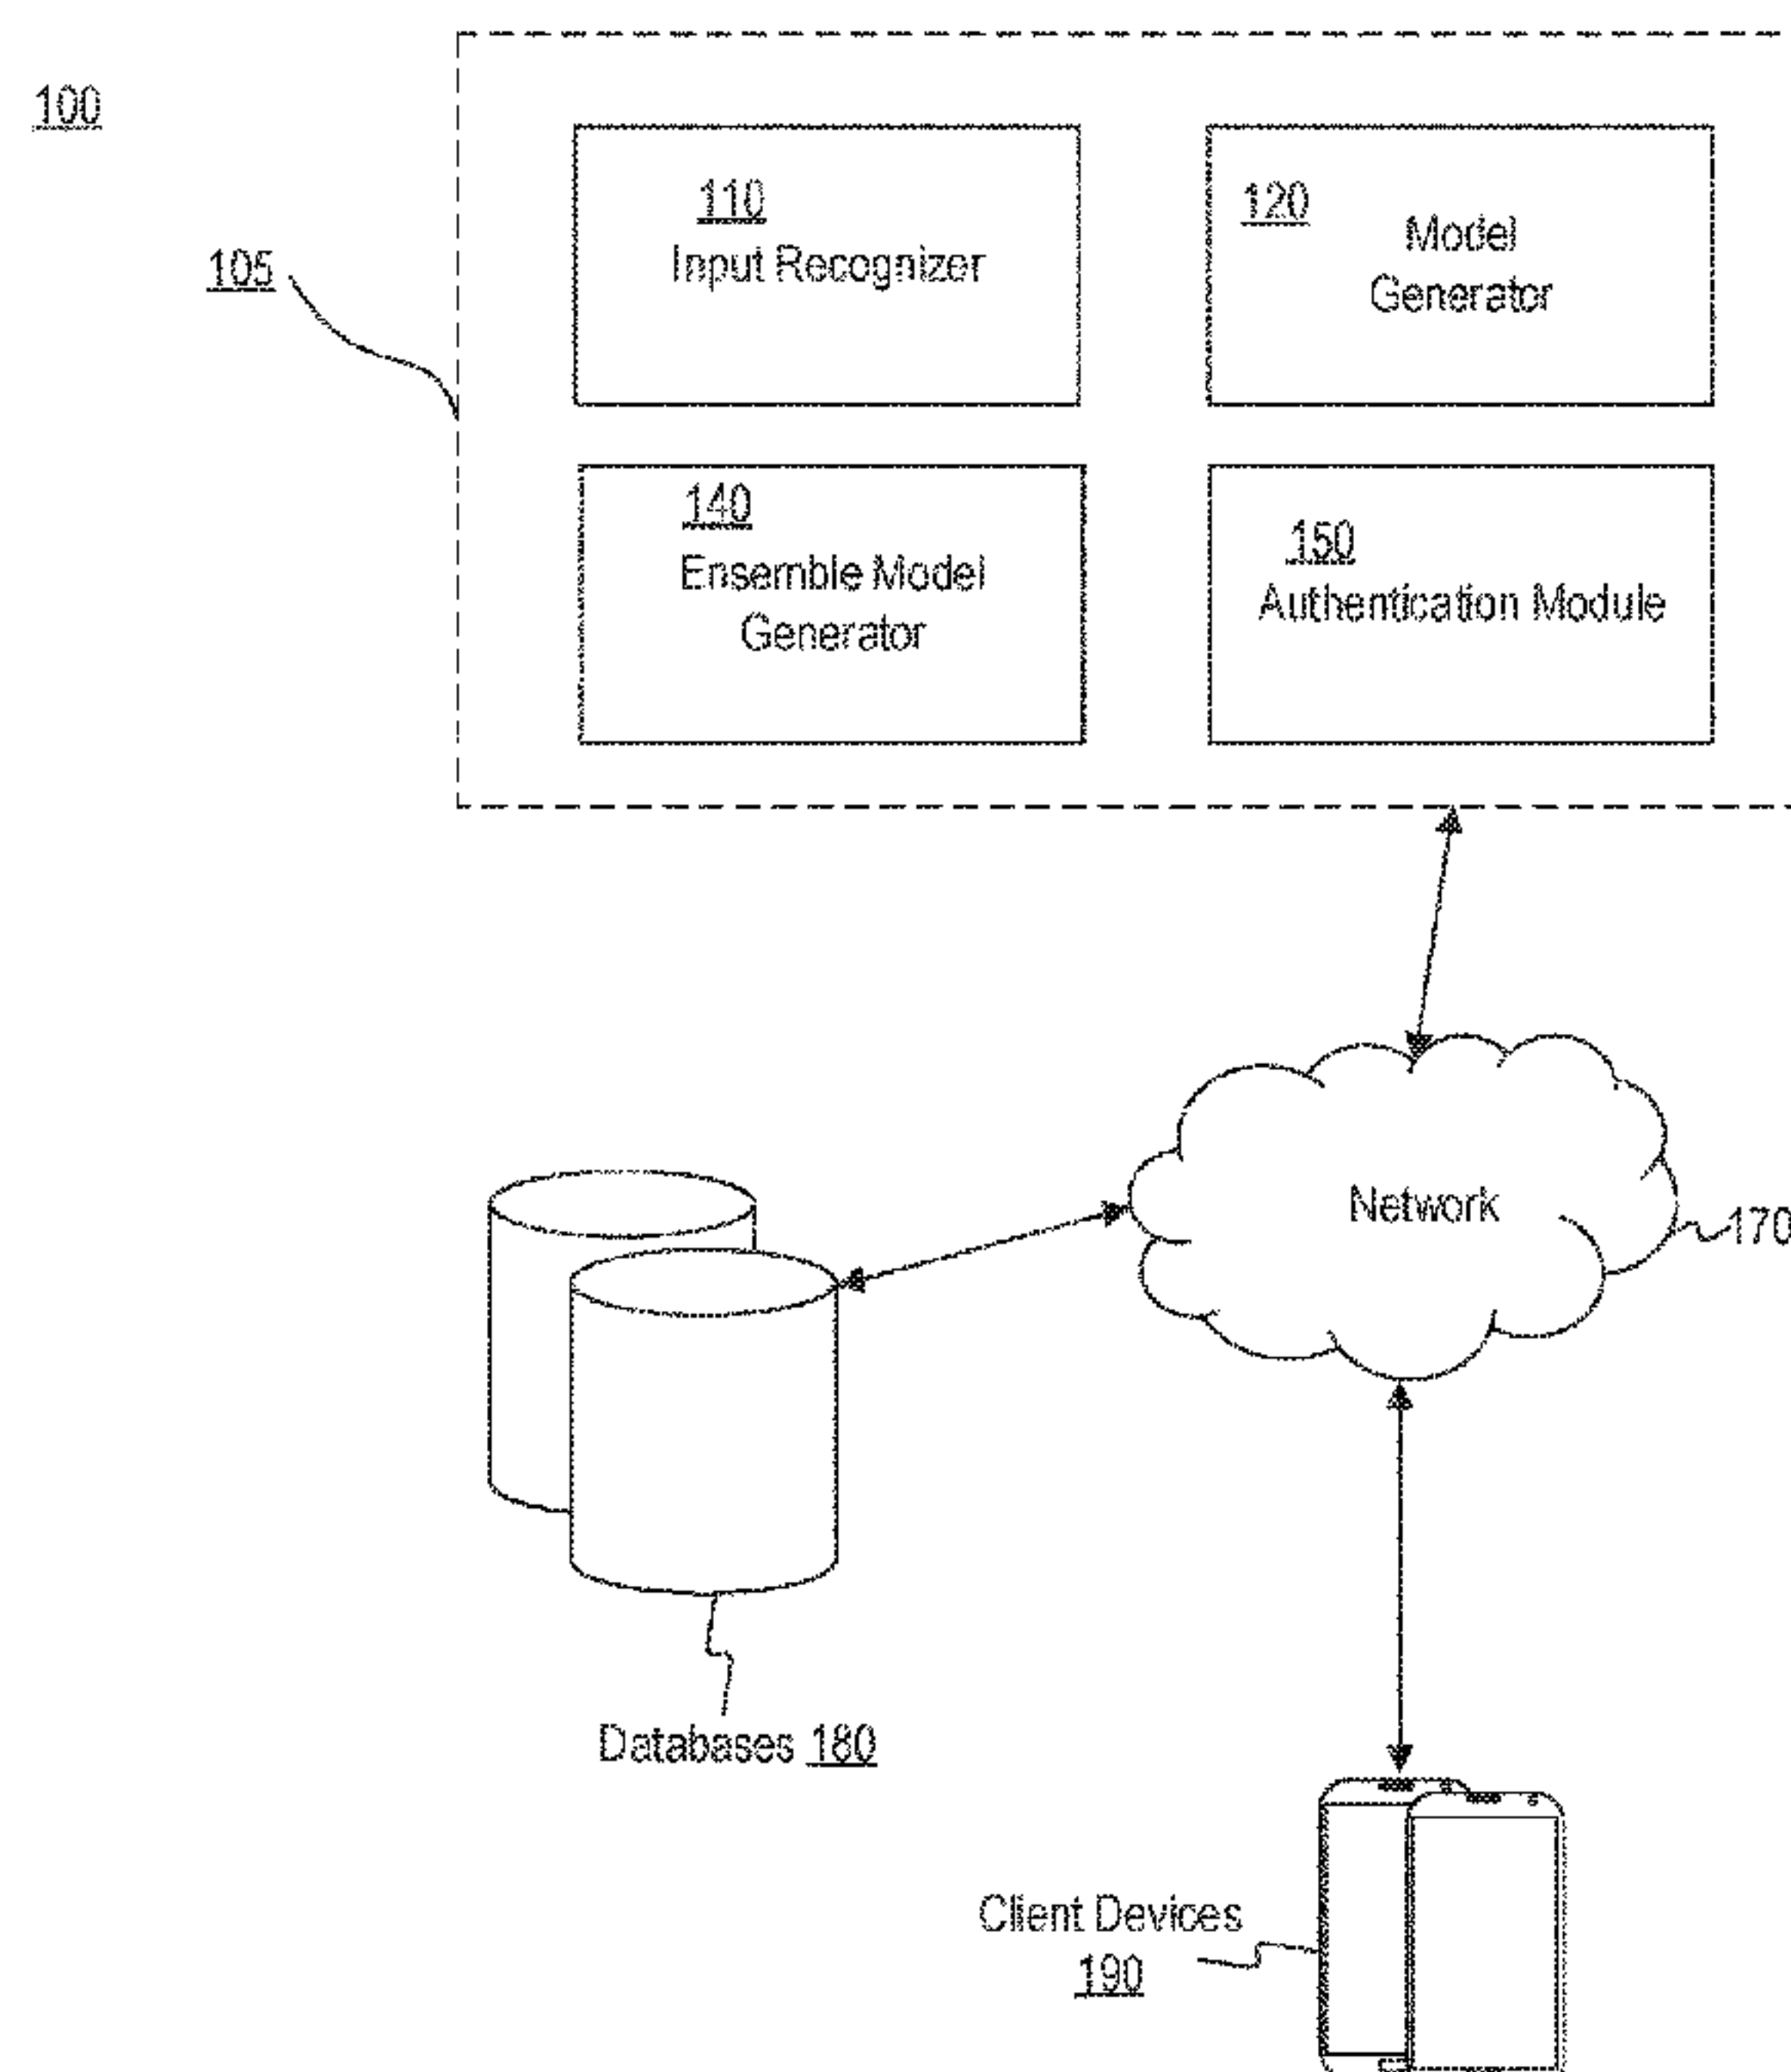 100
105
110
Input Recognizer
120
Model
Generator
140
Ensemble Model
Generator
150
Authentication Module
Network
170
Databases 180
Client Devices
190